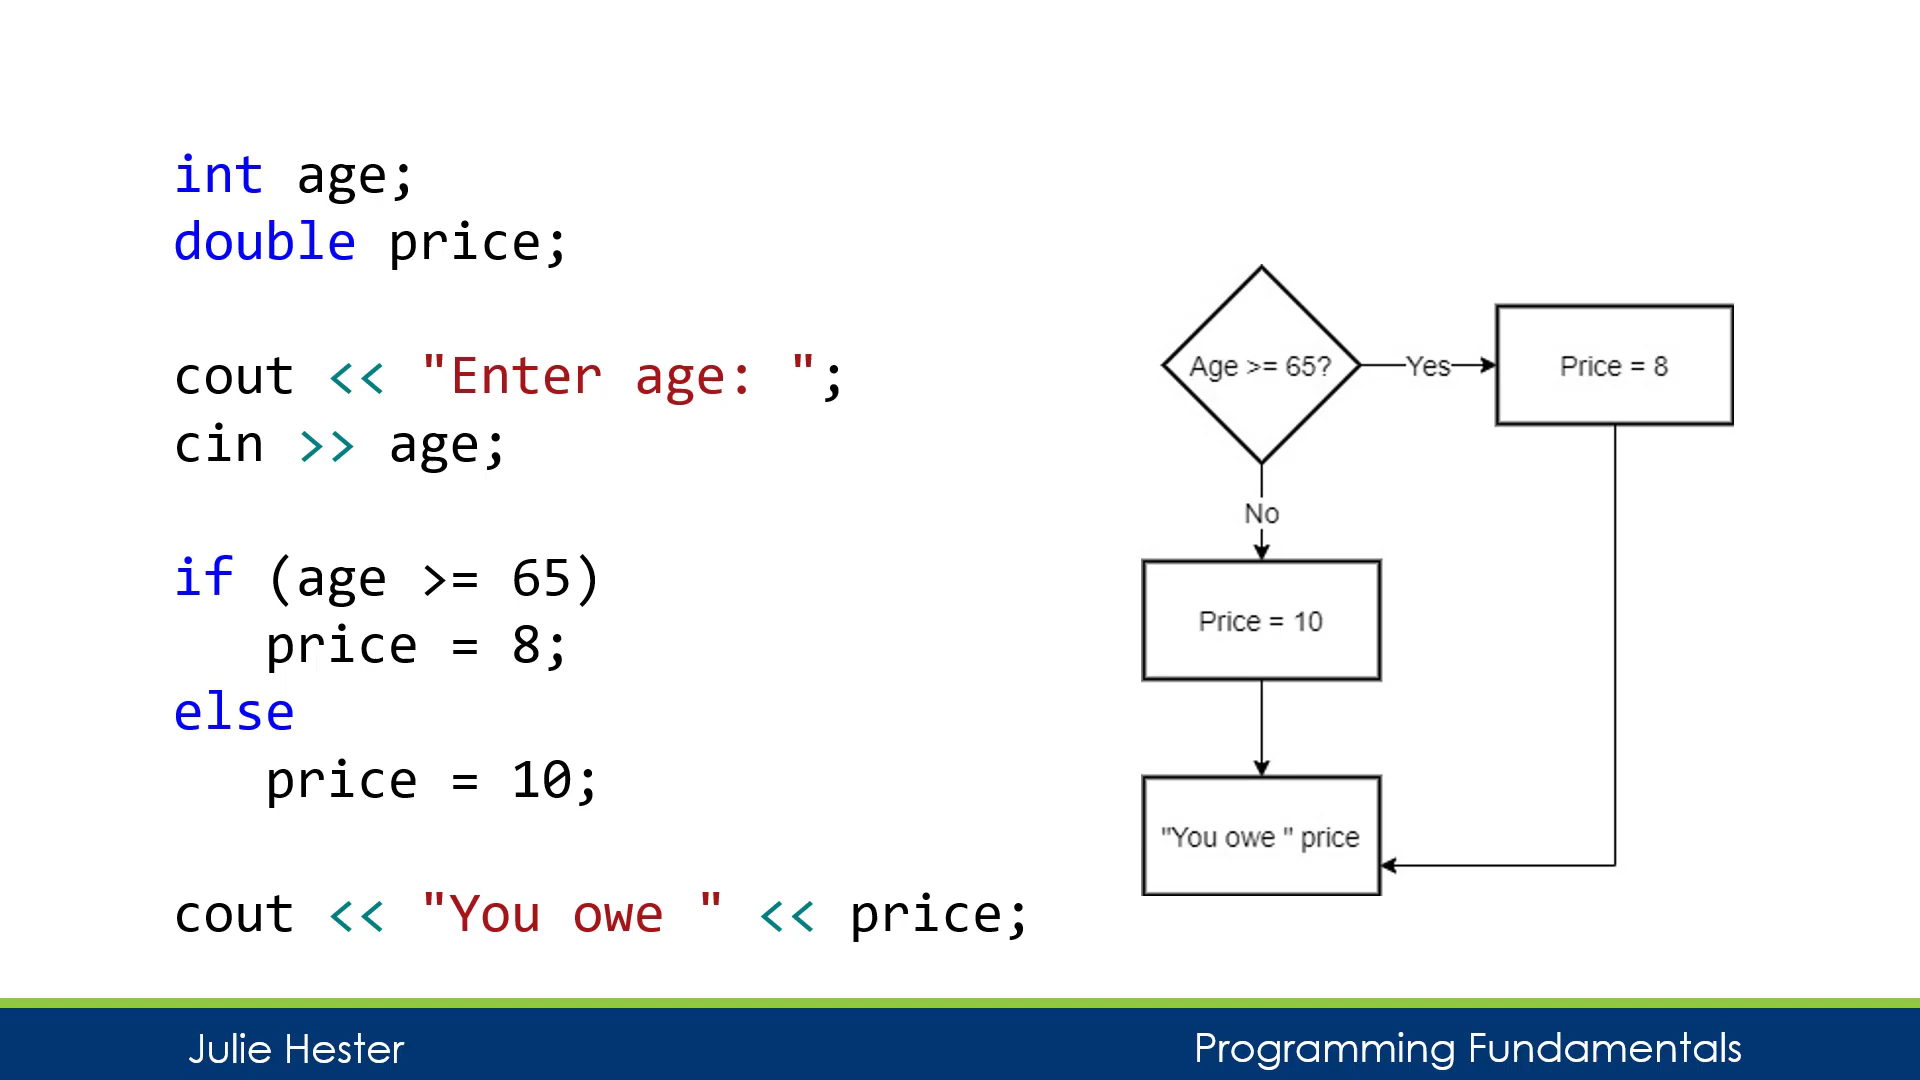 int age;
double price;
cout << "Enter age: ";
cin >> age;
if (age >= 65)
price = 8;
else
price = 10;
cout << "You owe " << price;
Age >= 65?
Yes
Price = 8
No
Price = 10
"You owe " price
Julie Hester
Programming Fundamentals